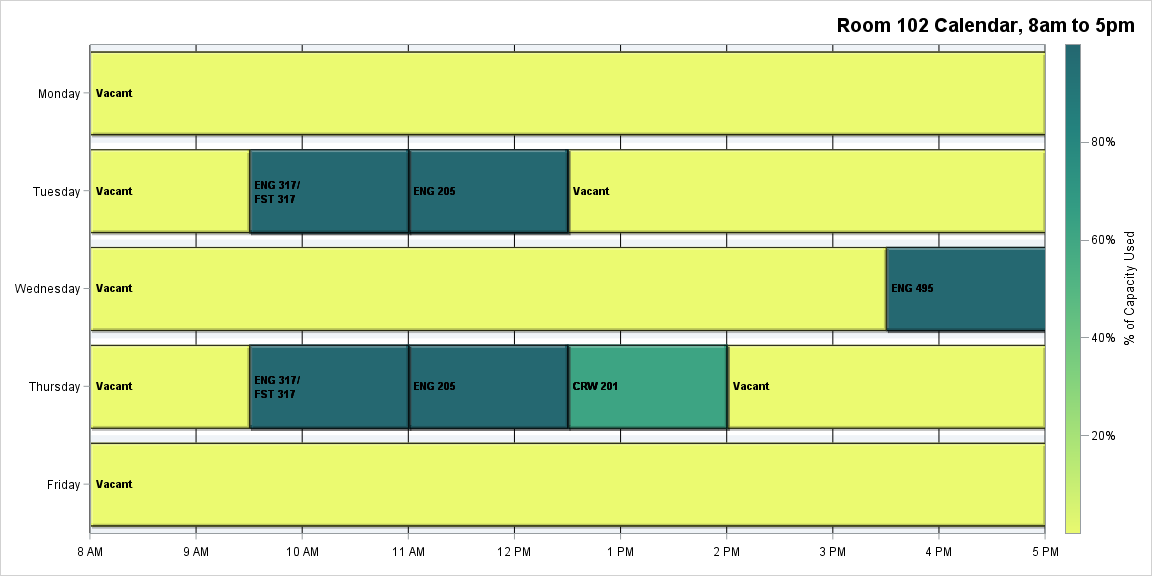 Room 102 Calendar, 8am to 5pm
Monday
Vacant
Tuesday
Vacant
ENG 317/
FST 317
ENG 205
Vacant
Wednesday
Vacant
ENG 495
Thursday
Vacant
ENG 317/
FST 317
ENG 205
CRW 201
Vacant
Friday
Vacant
8 AM
9 AM
10 AM
11 AM
12 PM
1 PM
2 PM
3 PM
4 PM
5 PM
80%
60%
40%
20%
% of Capacity Used